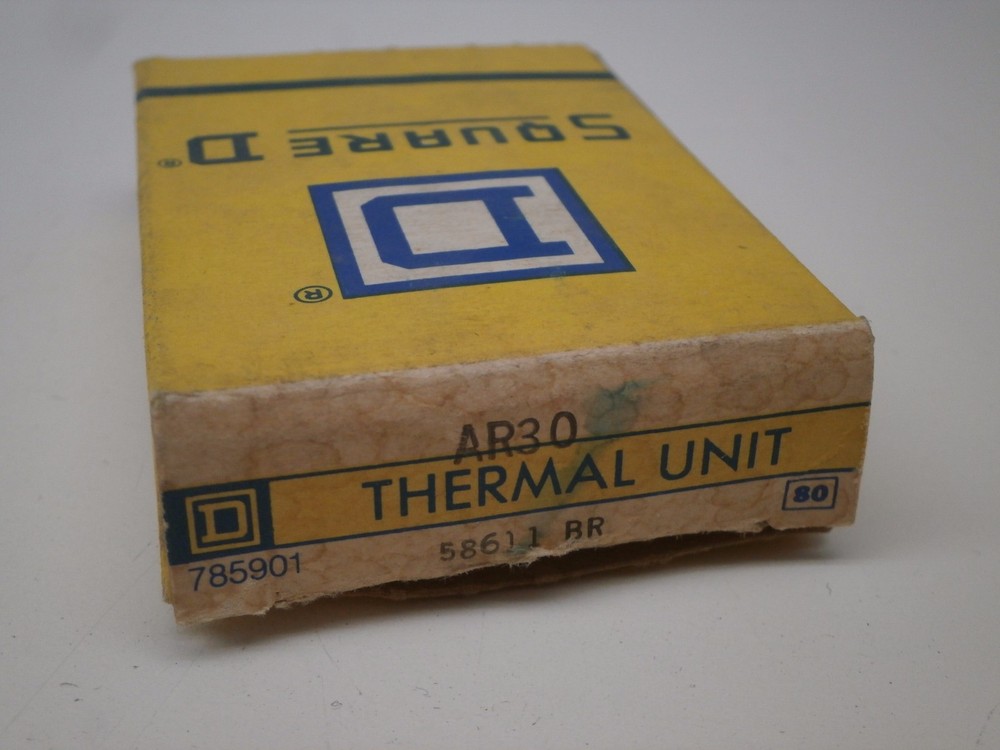 SQUARE D®
D
®
AR30
THERMAL UNIT
D
80
58611 BR
785901